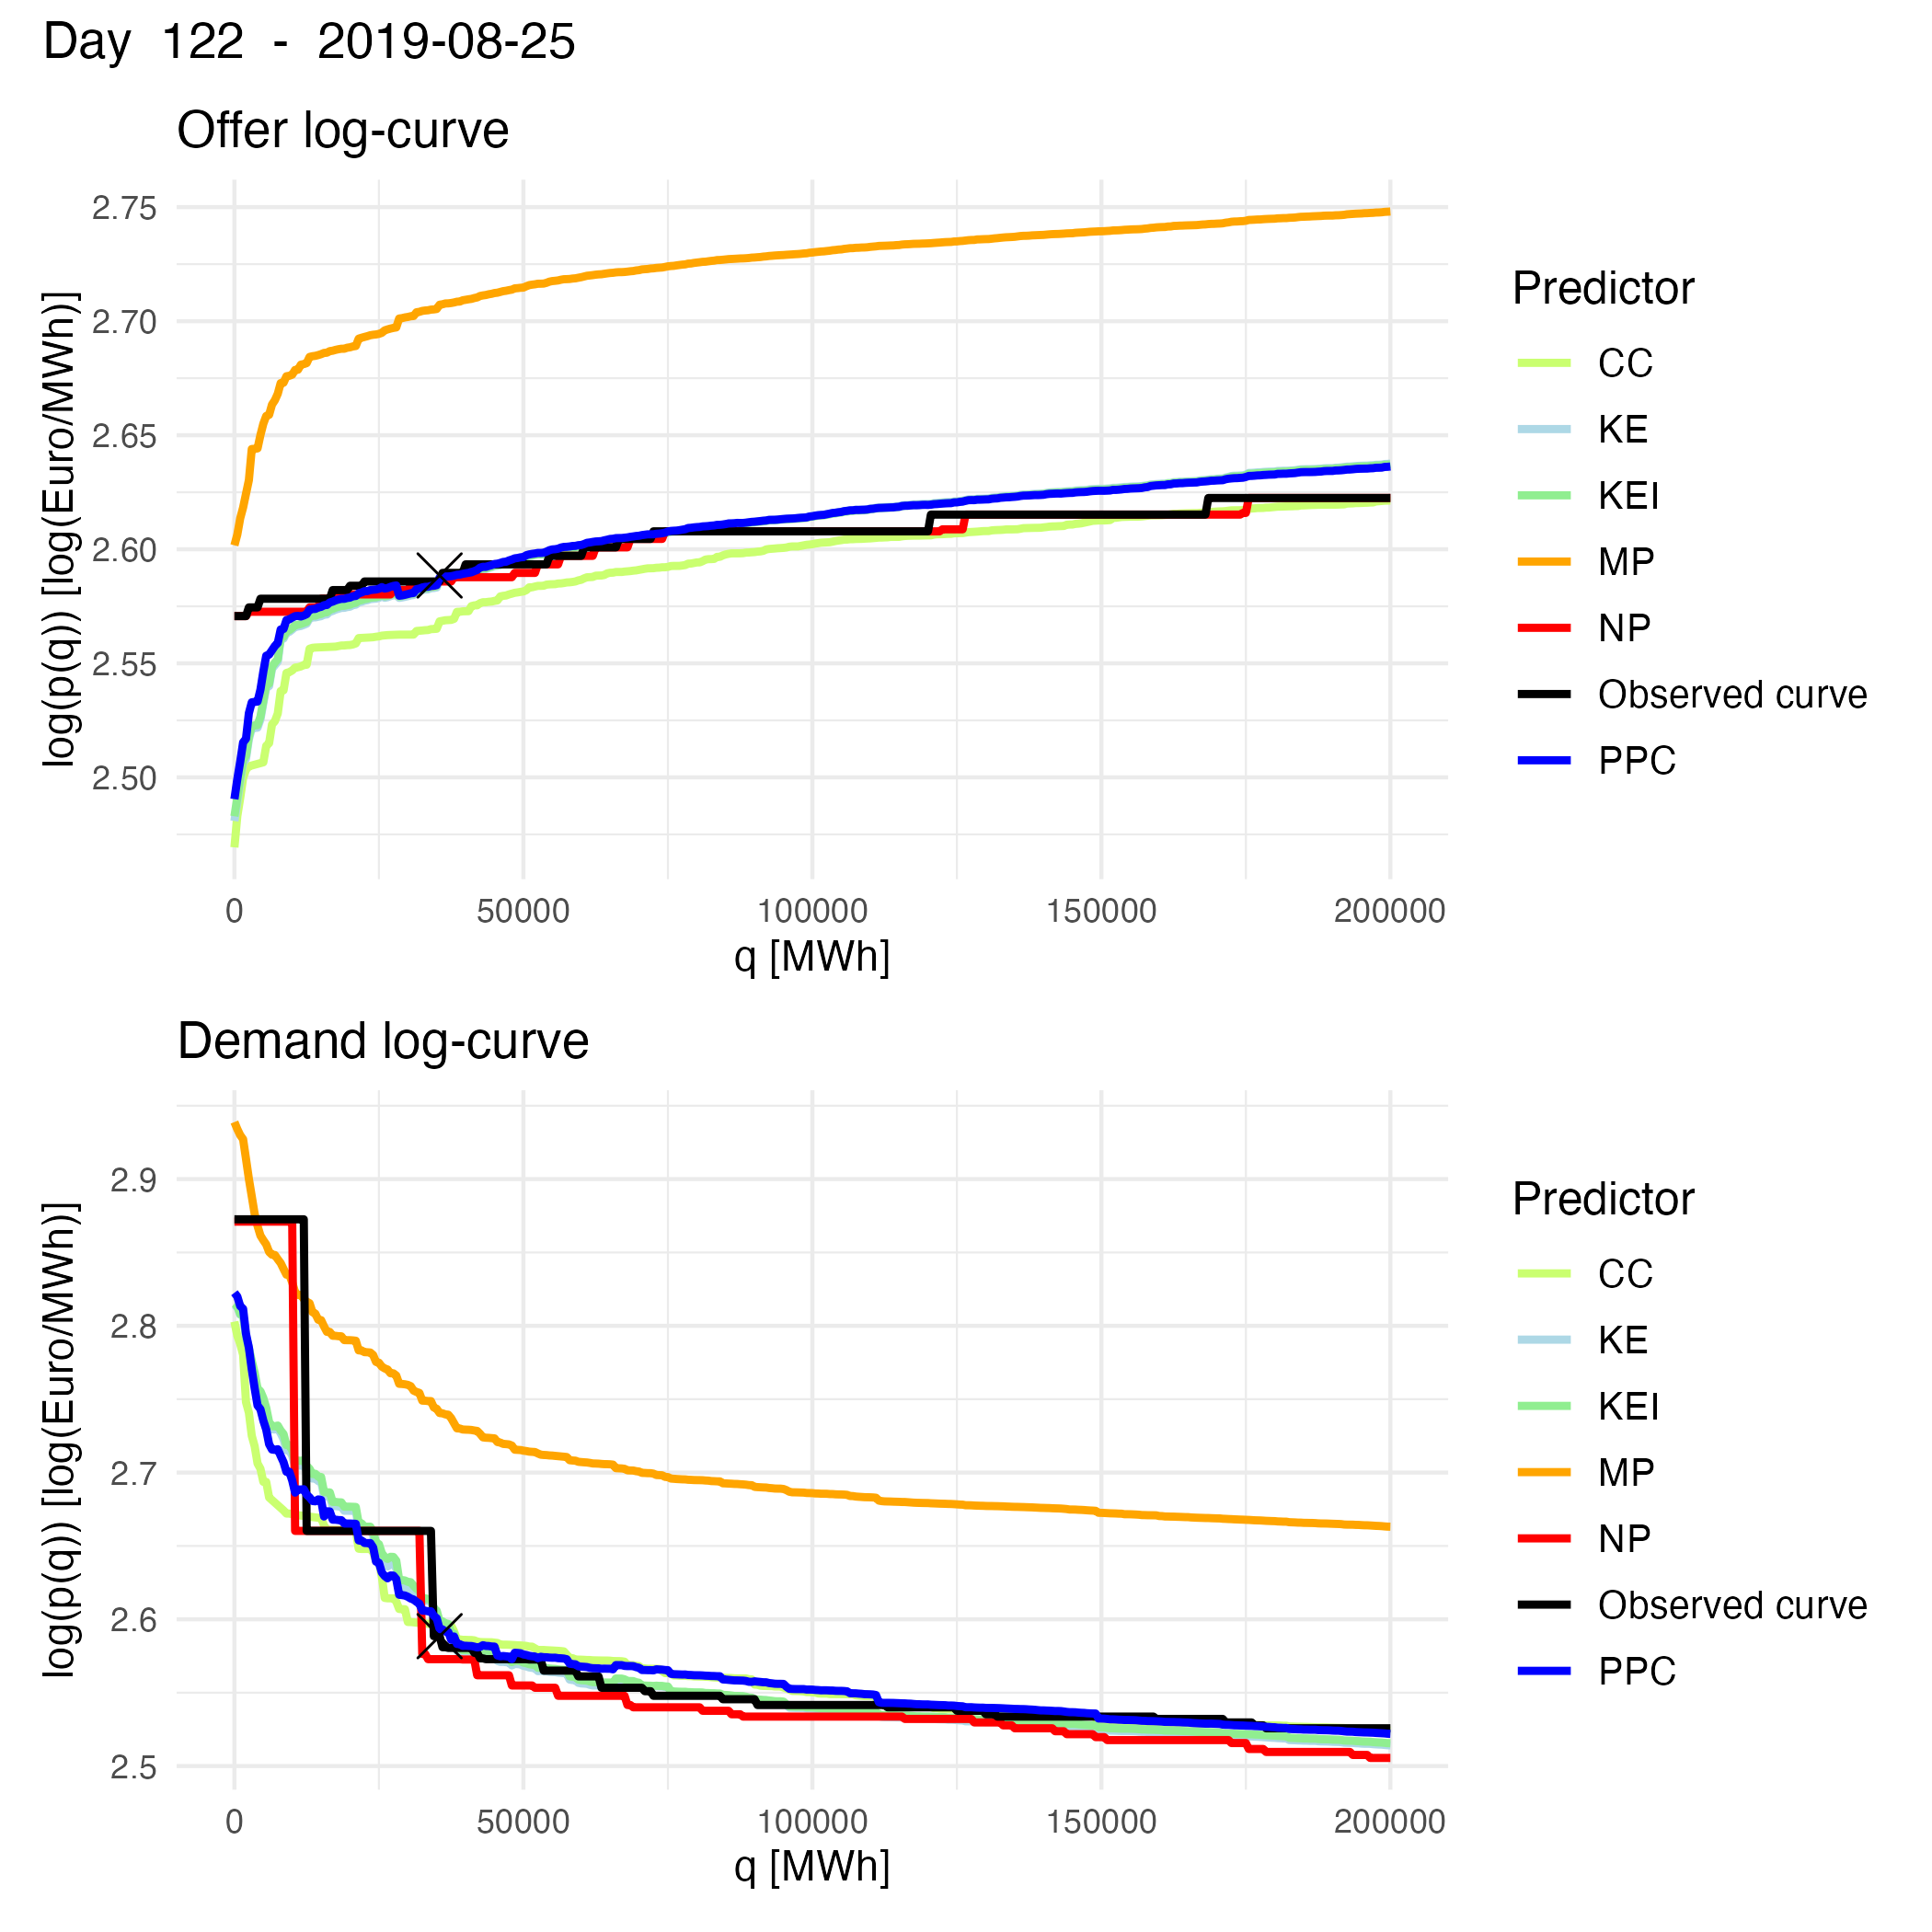 Day 122 - 2019-08-25
Offer log-curve
log(p(q)) [log(Euro/MWh)]
2.75
2.70
2.65
2.60
2.55
2.50
0 50000 100000 150000 200000
q [MWh]
Predictor
CC
KE
KEI
MP
NP
Observed curve
PPC
Demand log-curve
log(p(q)) [log(Euro/MWh)]
2.9
2.8
2.7
2.6
2.5
0 50000 100000 150000 200000
q [MWh]
Predictor
CC
KE
KEI
MP
NP
Observed curve
PPC